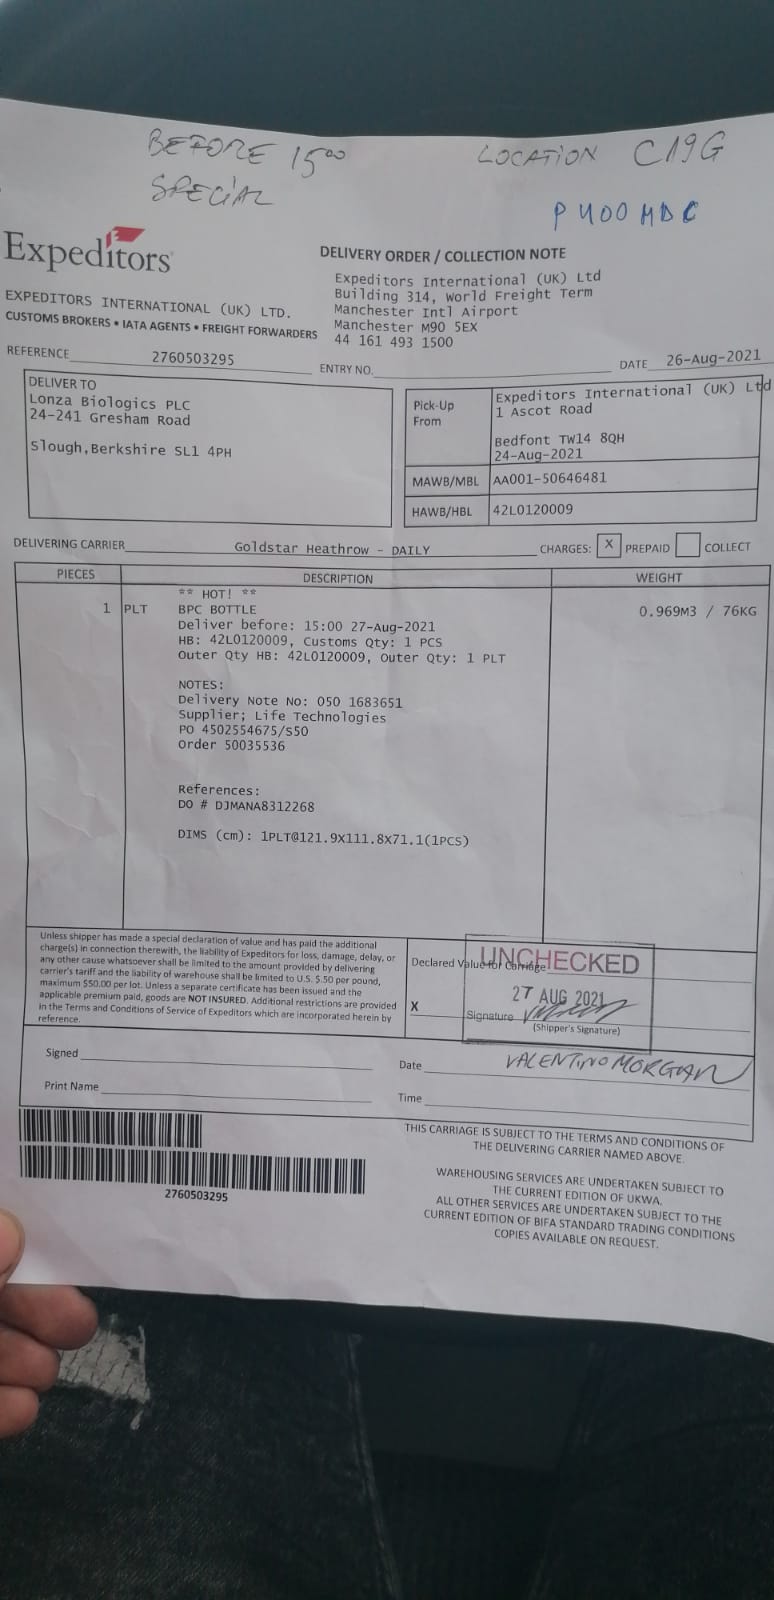 BEFORE 15⁰⁰
SPECIAL
LOCATION C19G
PY00 MDC
Expeditors
EXPEDITORS INTERNATIONAL (UK) LTD.
CUSTOMS BROKERS • IATA AGENTS • FREIGHT FORWARDERS
DELIVERY ORDER / COLLECTION NOTE
Expeditors International (UK) Ltd
Building 314, World Freight Term
Manchester Intl Airport
Manchester M90 5EX
44 161 493 1500
REFERENCE 2760503295
ENTRY NO.
DATE 26-Aug-2021
DELIVER TO
Lonza Biologics PLC
24-241 Gresham Road
Slough,Berkshire SL1 4PH
Pick-Up From
Expeditors International (UK) Ltd
1 Ascot Road
Bedfont TW14 8QH
24-Aug-2021
MAWB/MBL AA001-50646481
HAWB/HBL 42L0120009
DELIVERING CARRIER Goldstar Heathrow - DAILY
CHARGES: X PREPAID COLLECT
PIECES DESCRIPTION WEIGHT
** HOT! **
1 PLT BPC BOTTLE 0.969M3 / 76KG
Deliver before: 15:00 27-Aug-2021
HB: 42L0120009, Customs Qty: 1 PCS
Outer Qty HB: 42L0120009, Outer Qty: 1 PLT
NOTES:
Delivery Note No: 050 1683651
Supplier; Life Technologies
PO 4502554675/S50
Order 50035536
References:
DO # DJMANA8312268
DIMS (cm): 1PLT@121.9X111.8X71.1(1PCS)
Unless shipper has made a special declaration of value and has paid the additional
charge(s) in connection therewith, the liability of Expeditors for loss, damage, delay, or
any other cause whatsoever shall be limited to the amount provided by delivering
carrier's tariff and the liability of warehouse shall be limited to U.S. $.50 per pound,
maximum $50.00 per lot. Unless a separate certificate has been issued and the
applicable premium paid, goods are NOT INSURED. Additional restrictions are provided
in the Terms and Conditions of Service of Expeditors which are incorporated herein by
reference.
Declared Value for Carriage
UNCHECKED
27 AUG 2021
X
Signature
(Shipper's Signature)
Signed
Date VALENTINO MORGAN
Print Name
Time
2760503295
THIS CARRIAGE IS SUBJECT TO THE TERMS AND CONDITIONS OF
THE DELIVERING CARRIER NAMED ABOVE.
WAREHOUSING SERVICES ARE UNDERTAKEN SUBJECT TO
THE CURRENT EDITION OF UKWA.
ALL OTHER SERVICES ARE UNDERTAKEN SUBJECT TO THE
CURRENT EDITION OF BIFA STANDARD TRADING CONDITIONS
COPIES AVAILABLE ON REQUEST.